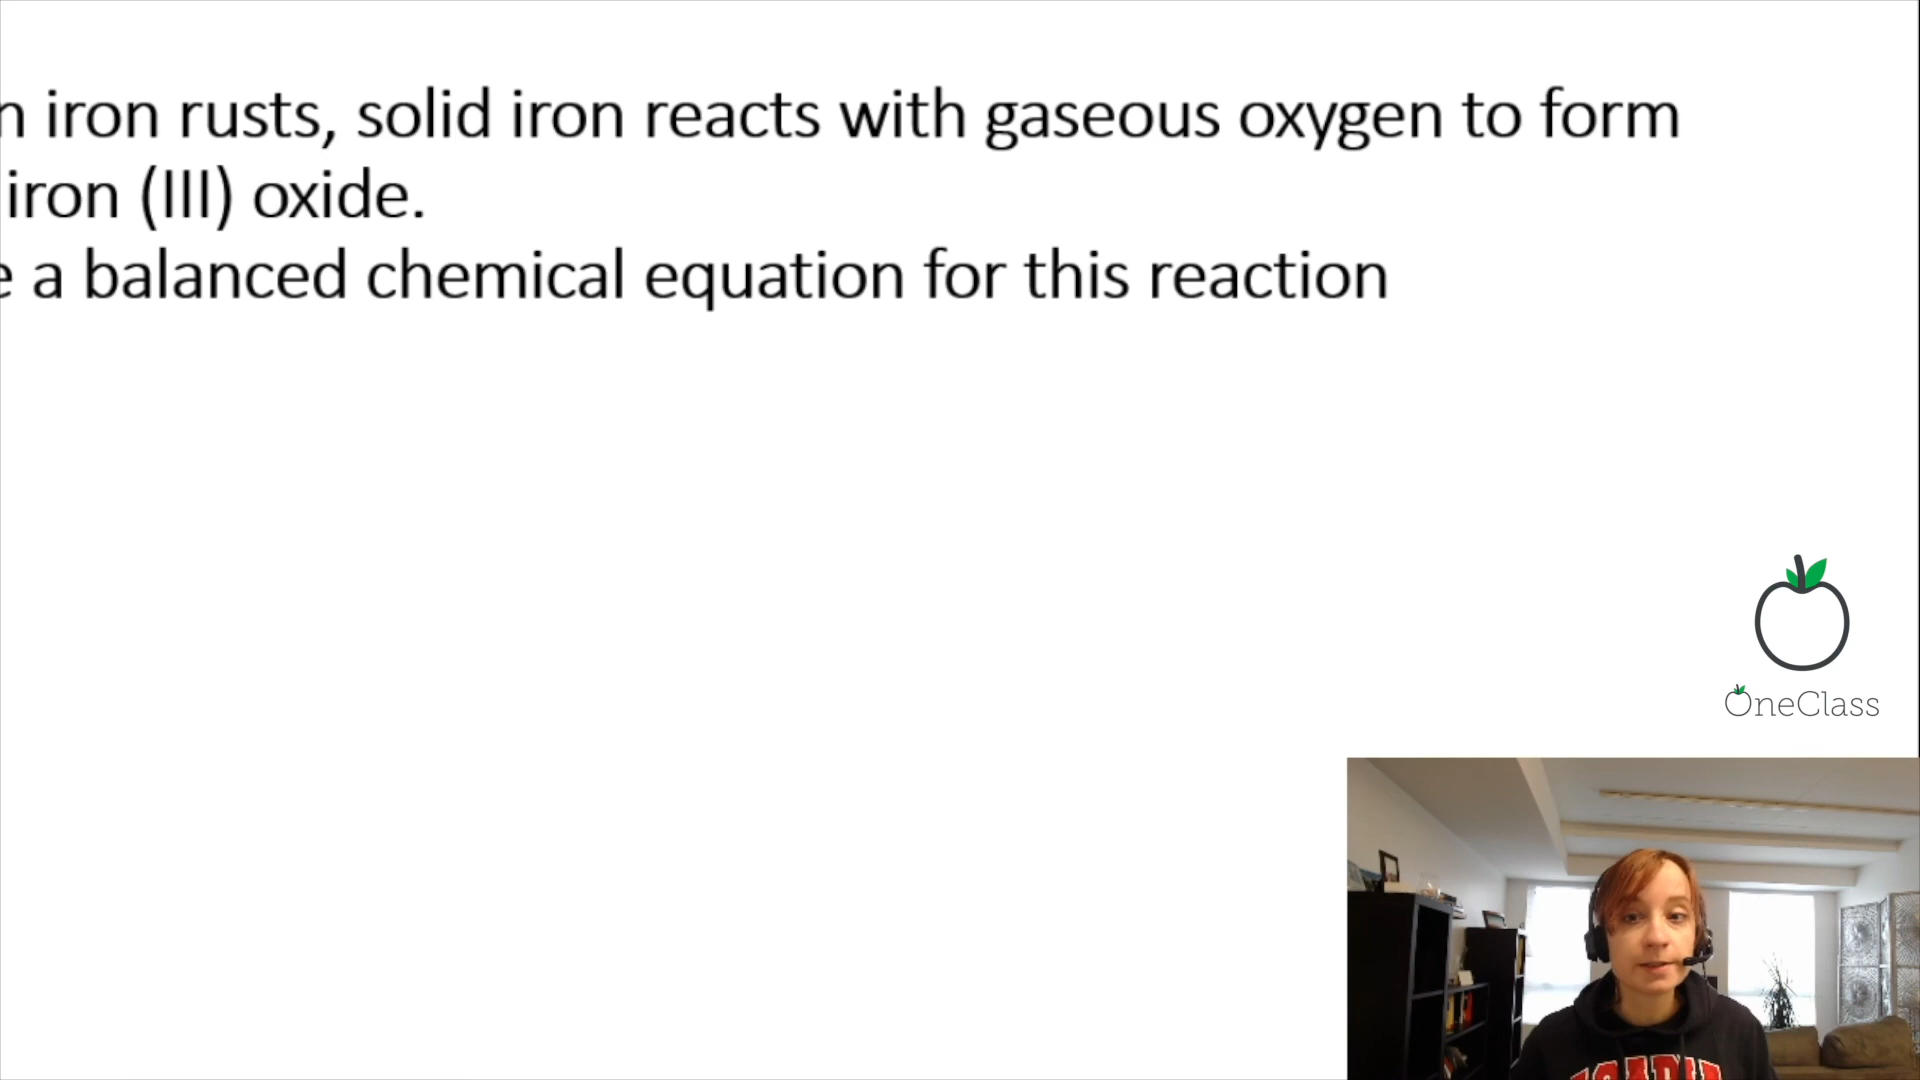 n iron rusts, solid iron reacts with gaseous oxygen to form
iron (III) oxide.
e a balanced chemical equation for this reaction
OneClass